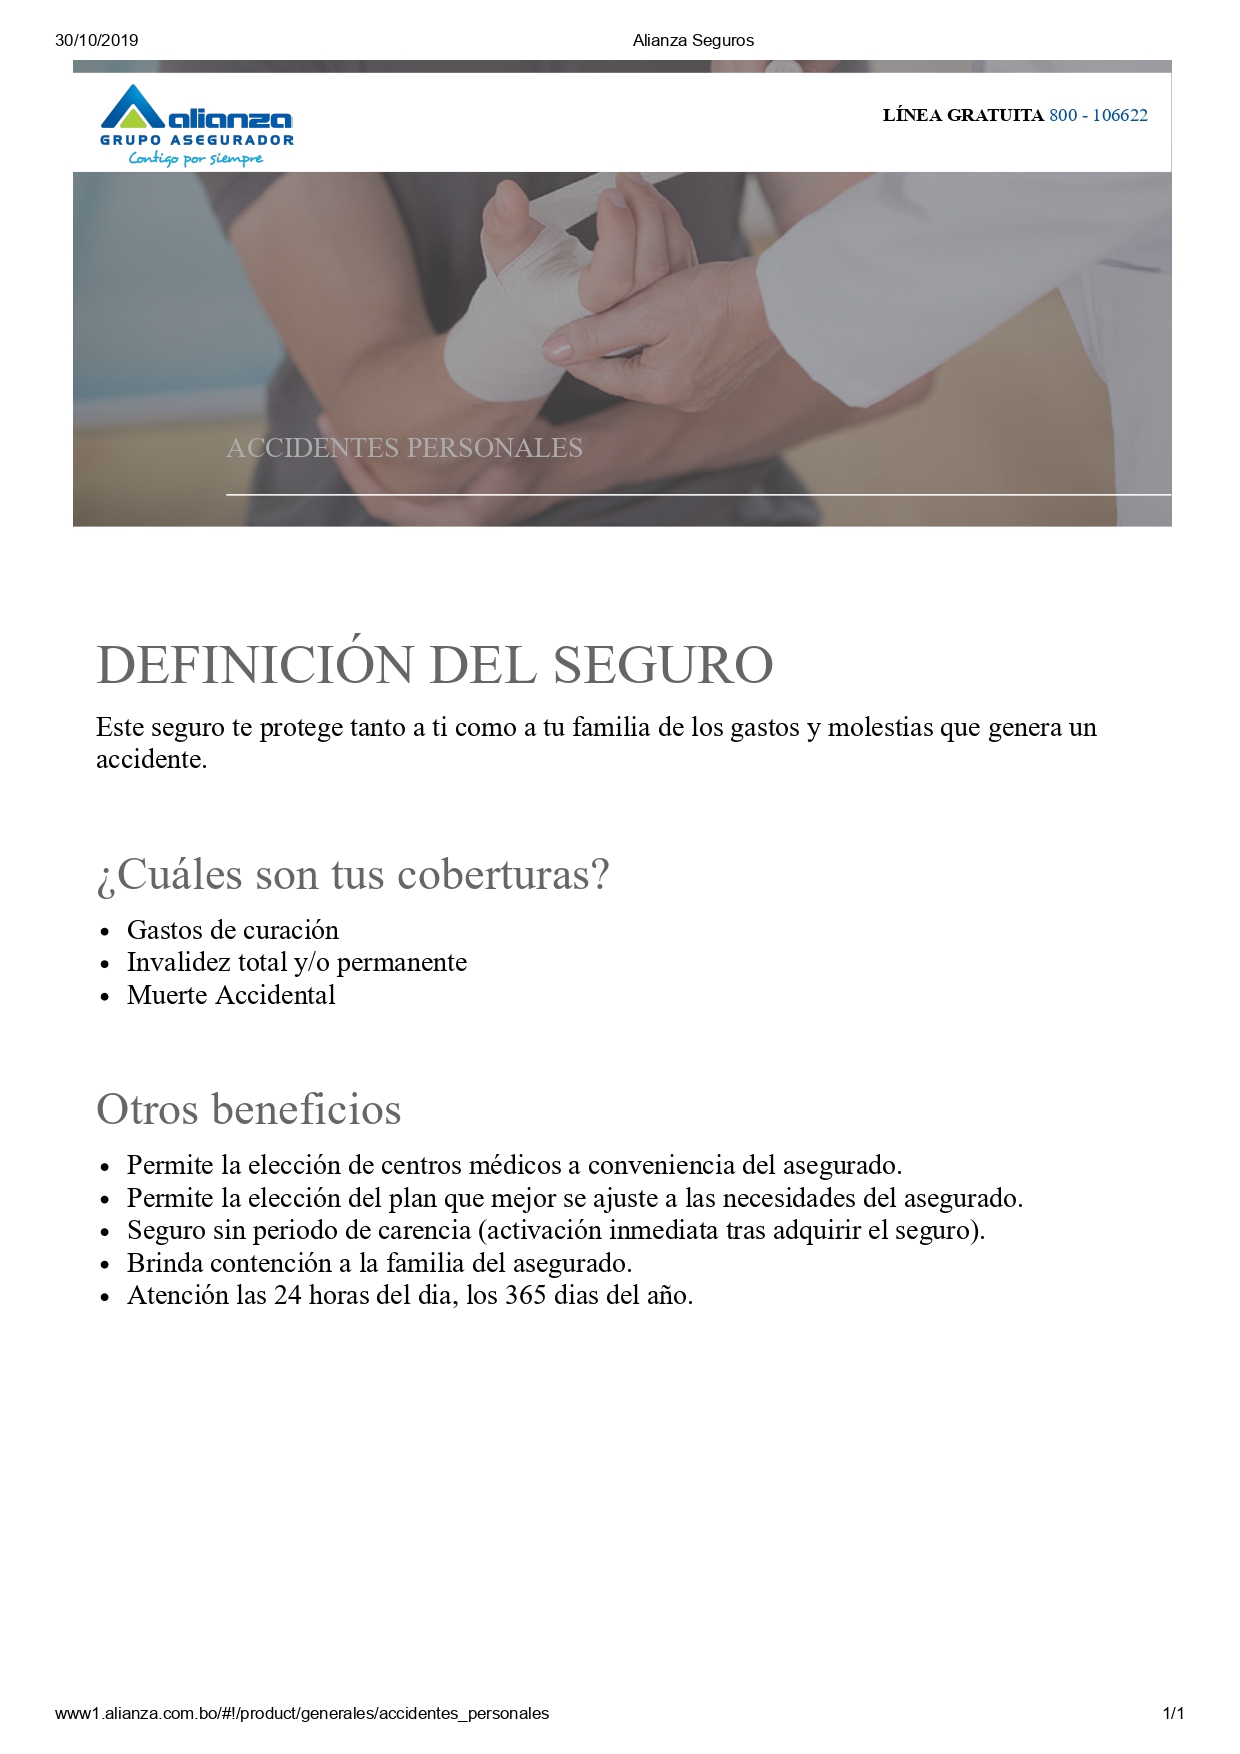 30/10/2019 Alianza Seguros
alianza
GRUPO ASEGURADOR
Contigo por siempre
LÍNEA GRATUITA 800 - 106622
ACCIDENTES PERSONALES
DEFINICIÓN DEL SEGURO
Este seguro te protege tanto a ti como a tu familia de los gastos y molestias que genera un
accidente.
¿Cuáles son tus coberturas?
• Gastos de curación
• Invalidez total y/o permanente
• Muerte Accidental
Otros beneficios
• Permite la elección de centros médicos a conveniencia del asegurado.
• Permite la elección del plan que mejor se ajuste a las necesidades del asegurado.
• Seguro sin periodo de carencia (activación inmediata tras adquirir el seguro).
• Brinda contención a la familia del asegurado.
• Atención las 24 horas del dia, los 365 dias del año.
www1.alianza.com.bo/#!/product/generales/accidentes_personales 1/1